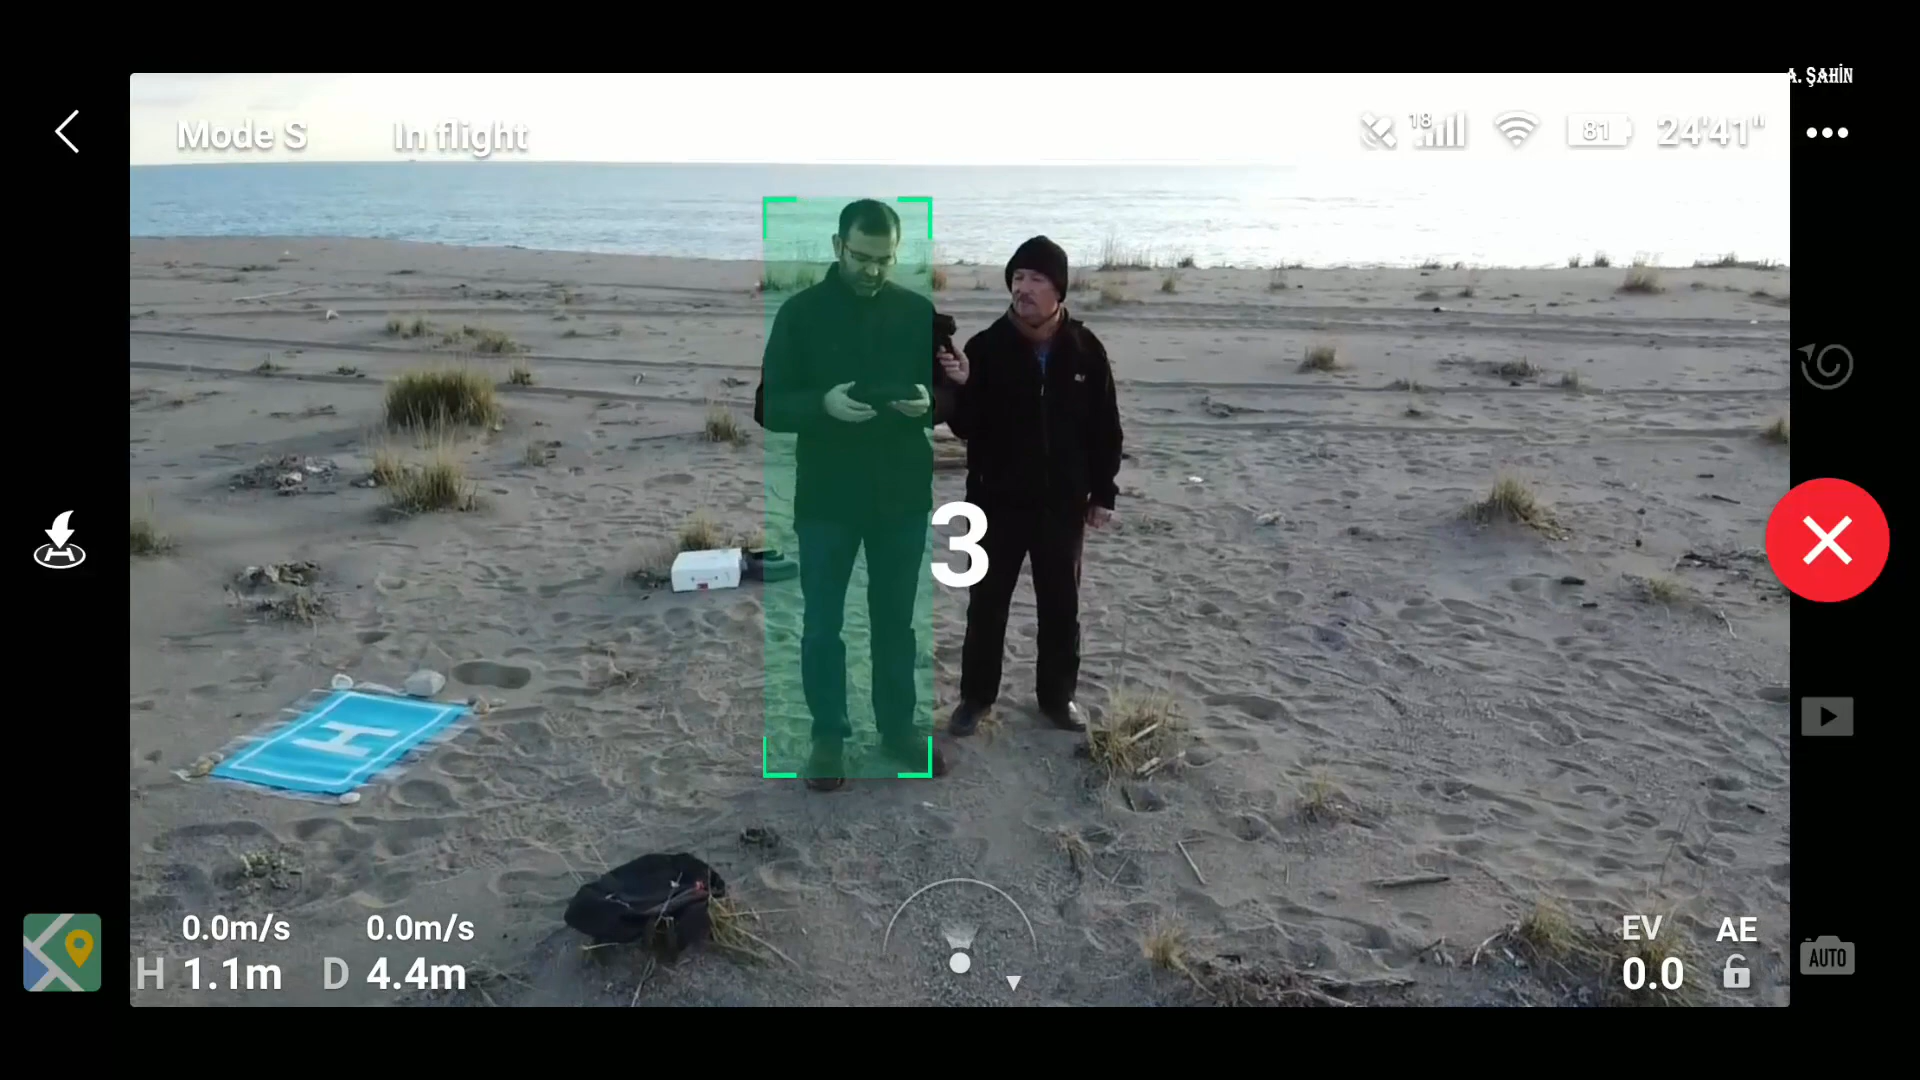 A. ŞAHİN
Mode S
In flight
18
81
24'41"
3
H
0.0m/s
0.0m/s
H 1.1m
D 4.4m
EV
0.0
AE
AUTO